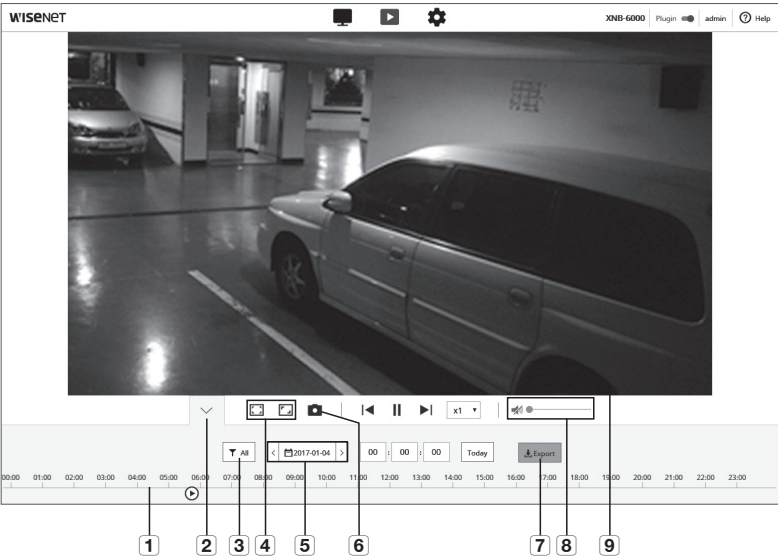 WISENET
XNB-6000 Plugin admin ? Help
x1
All 2017-01-04 00 : 00 : 00 Today Export
00:00 01:00 02:00 03:00 04:00 05:00 06:00 07:00 08:00 09:00 10:00 11:00 12:00 13:00 14:00 15:00 16:00 17:00 18:00 19:00 20:00 21:00 22:00 23:00
1 2 3 4 5 6 7 8 9